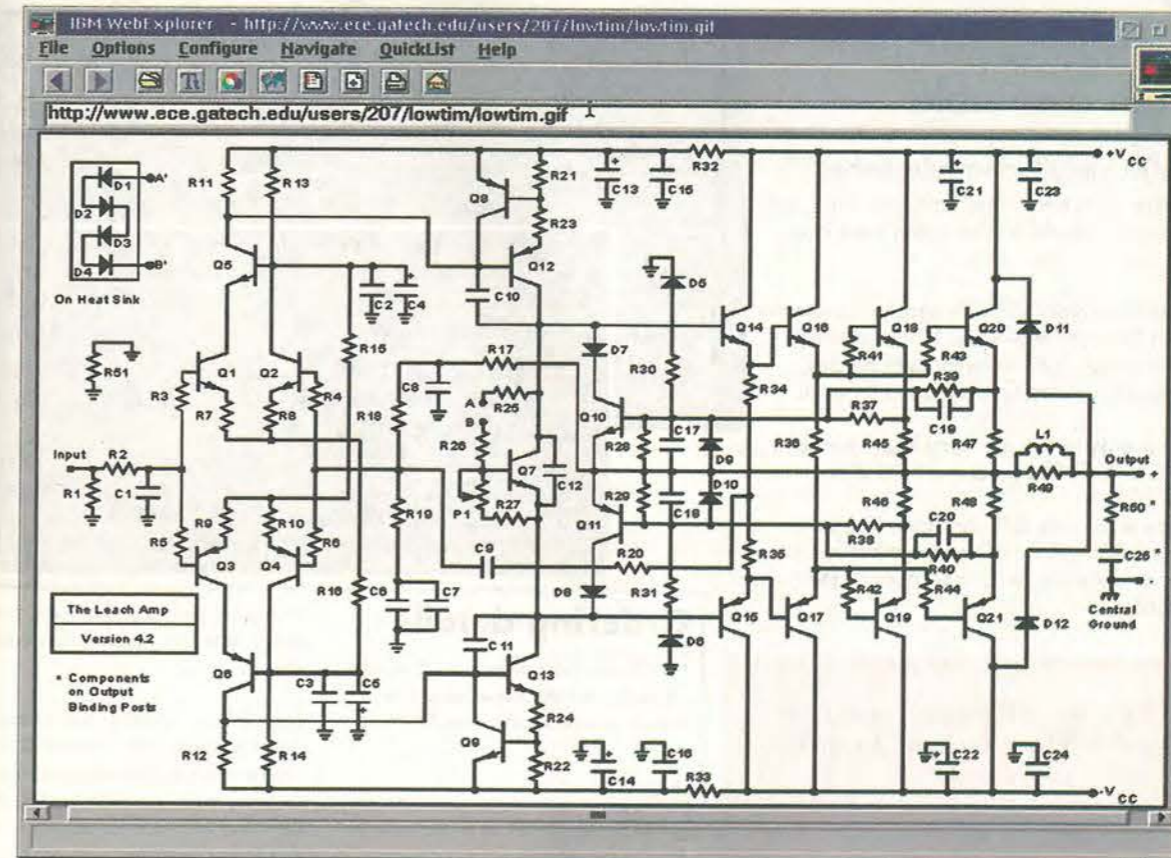 IBM WebExplorer - http://www.ece.gatech.edu/users/207/lowtim/lowtim.gif
File Options Configure Navigate QuickList Help
http://www.ece.gatech.edu/users/207/lowtim/lowtim.gif
R11 R13 Q8 R21 C13 C15 R32 C21 C23 +VCC
D1 A'
D2
D3
D4 B'
On Heat Sink
R23
Q5 Q12 C2 C4 C10 D5
Q14 Q16 Q18 Q20 D11
R51 R15 R17 D7 R30 R41 R43
Q1 Q2 C8 R34 R39
R3 R7 R8 R4 R18 A R25 Q10 R37 C19
B R26 R28 C17 D9 R36 R45 R47 L1
Input R2 Q7 C12 D10 Output +
R1 C1 R19 P1 R27 R29 C18 R46 R48 R49 R50 *
R9 R10 Q11 C20
R5 R6 C9 R20 R35 R38 R40 C25 *
Q3 Q4 R16 C6 C7 D8 R31 R42 R44
Central
Ground
The Leach Amp
Version 4.2
C11 D6 Q15 Q17 Q19 Q21 D12
* Components
on Output
Binding Posts
Q6 C3 C5 Q13
R24
R12 R14 Q9 R22 C14 C16 R33 C22 C24
-VCC